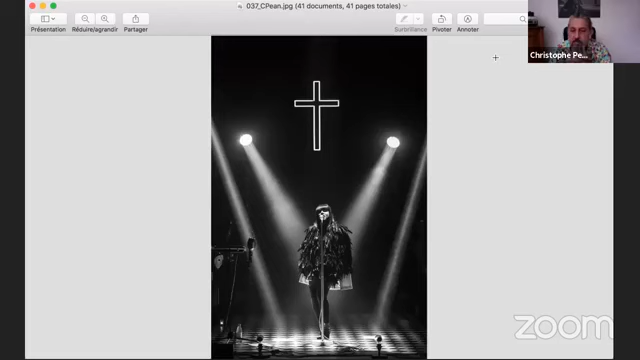 037_CPean.jpg (41 documents, 41 pages totales)
Présentation
Réduire/agrandir
Partager
Surbrillance
Pivoter
Annoter
Christophe Pe...
zoom